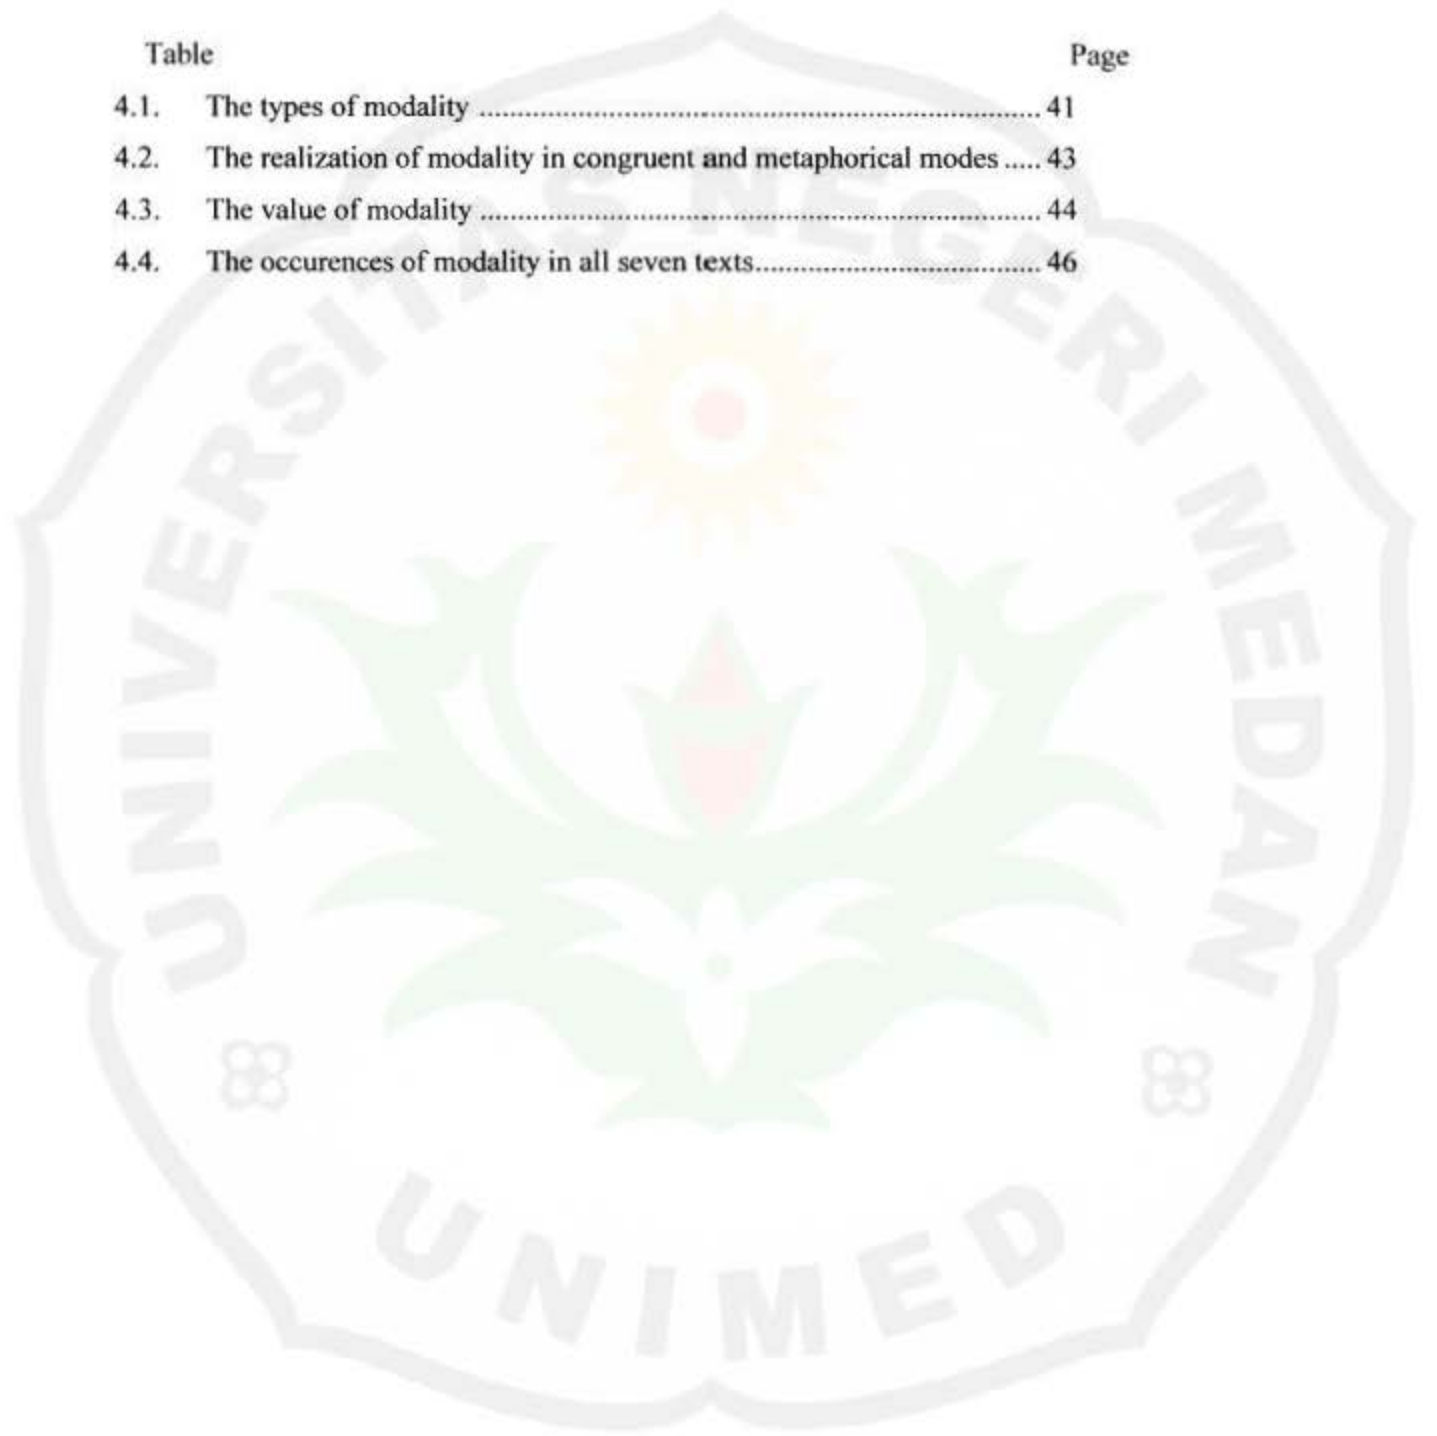 Table Page
4.1. The types of modality ........................................................................................ 41
4.2. The realization of modality in congruent and metaphorical modes ..... 43
4.3. The value of modality ........................................................................................ 44
4.4. The occurences of modality in all seven texts............................................. 46
UNIVERSITAS NEGERI MEDAN
UNIMED